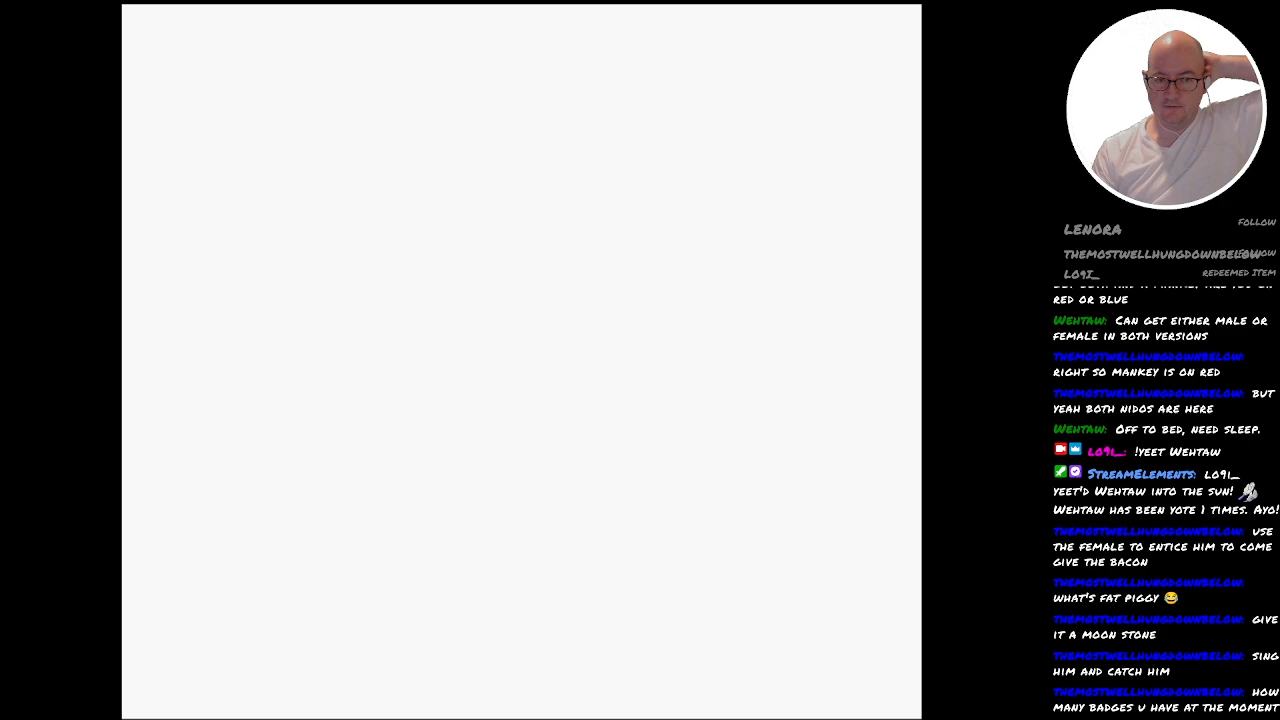 LENORA
FOLLOW
THEMOSTWELLHUNGDOWNBELOW
LO9I_
REDEEMED ITEM
RED OR BLUE
WEHTAW: CAN GET EITHER MALE OR
FEMALE IN BOTH VERSIONS
THEMOSTWELLHUNGDOWNBELOW:
RIGHT SO MANKEY IS ON RED
THEMOSTWELLHUNGDOWNBELOW: BUT
YEAH BOTH NIDOS ARE HERE
WEHTAW: OFF TO BED, NEED SLEEP.
LO9I_: !YEET WEHTAW
STREAMELEMENTS: LO9I_
YEET'D WEHTAW INTO THE SUN!
WEHTAW HAS BEEN YOTE 1 TIMES. AYO!
THEMOSTWELLHUNGDOWNBELOW: USE
THE FEMALE TO ENTICE HIM TO COME
GIVE THE BACON
THEMOSTWELLHUNGDOWNBELOW:
WHAT'S FAT PIGGY 😂
THEMOSTWELLHUNGDOWNBELOW: GIVE
IT A MOON STONE
THEMOSTWELLHUNGDOWNBELOW: SING
HIM AND CATCH HIM
THEMOSTWELLHUNGDOWNBELOW: HOW
MANY BADGES U HAVE AT THE MOMENT